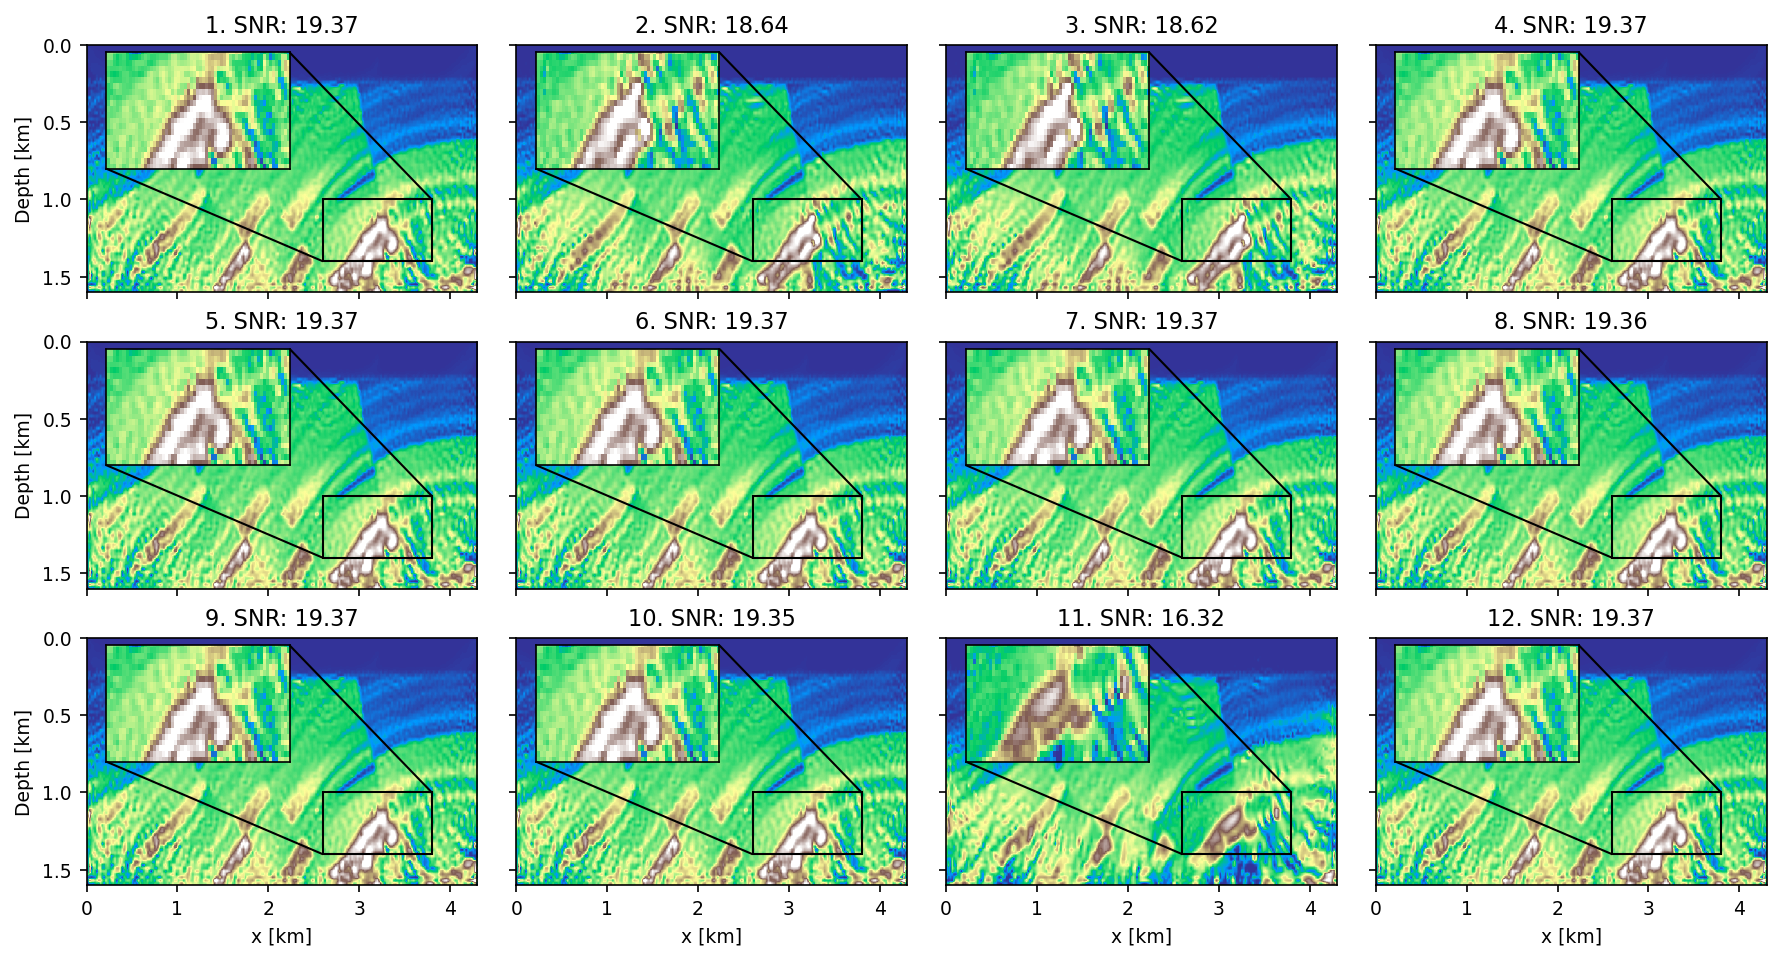 1. SNR: 19.37 2. SNR: 18.64 3. SNR: 18.62 4. SNR: 19.37
0.0
0.5
1.0
1.5
Depth [km]
5. SNR: 19.37 6. SNR: 19.37 7. SNR: 19.37 8. SNR: 19.36
0.0
0.5
1.0
1.5
Depth [km]
9. SNR: 19.37 10. SNR: 19.35 11. SNR: 16.32 12. SNR: 19.37
0.0
0.5
1.0
1.5
Depth [km]
0 1 2 3 4 0 1 2 3 4 0 1 2 3 4 0 1 2 3 4
x [km] x [km] x [km] x [km]